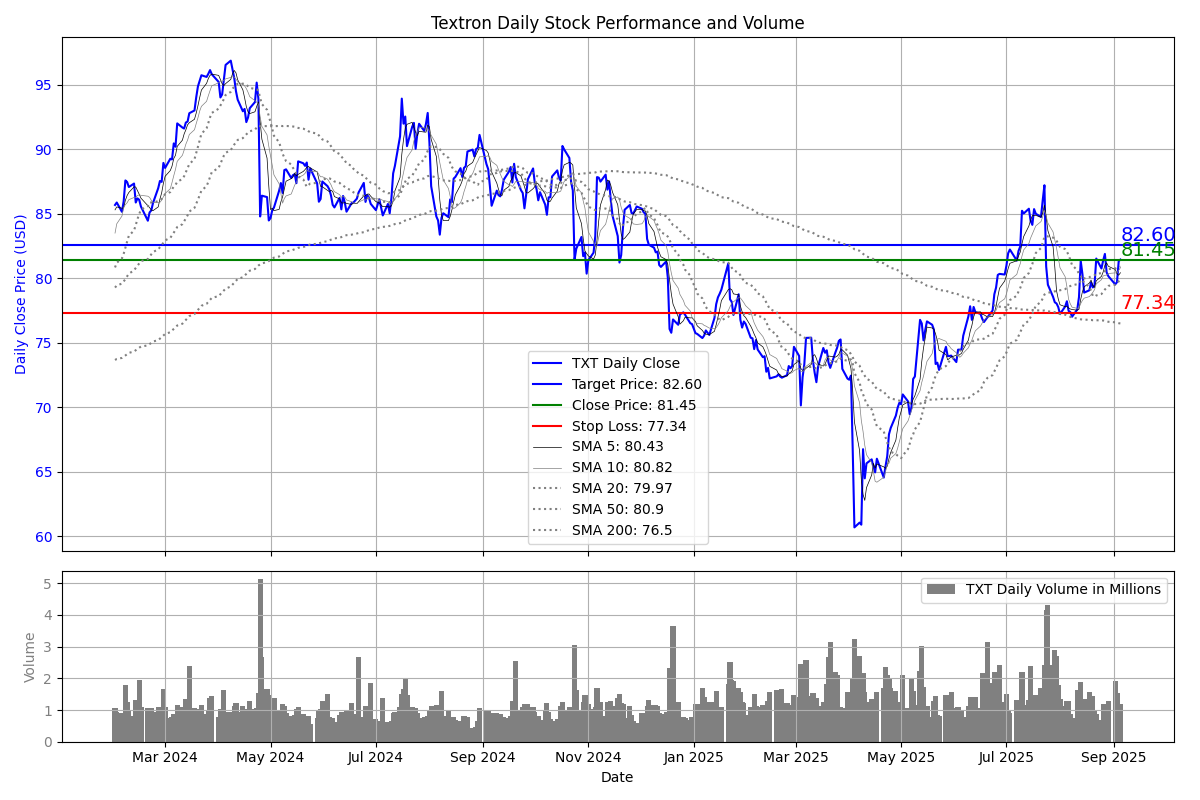 Textron Daily Stock Performance and Volume
Daily Close Price (USD)
95
90
85
80
75
70
65
60
82.60
81.45
77.34
TXT Daily Close
Target Price: 82.60
Close Price: 81.45
Stop Loss: 77.34
SMA 5: 80.43
SMA 10: 80.82
SMA 20: 79.97
SMA 50: 80.9
SMA 200: 76.5
Volume
5
4
3
2
1
0
TXT Daily Volume in Millions
Mar 2024
May 2024
Jul 2024
Sep 2024
Nov 2024
Jan 2025
Mar 2025
May 2025
Jul 2025
Sep 2025
Date